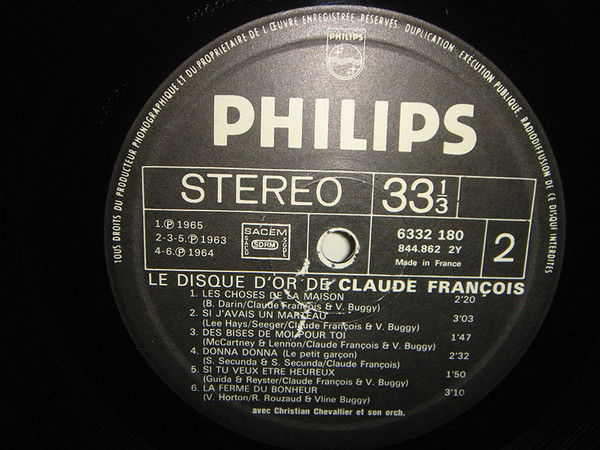 TOUS DROITS DU PRODUCTEUR PHONOGRAPHIQUE ET DU PROPRIETAIRE DE L'ŒUVRE ENREGISTRÉE RÉSERVÉS. DUPLICATION, EXÉCUTION PUBLIQUE, RADIODIFFUSION DE CE DISQUE INTERDITES
PHILIPS
PHILIPS
STEREO
33 1/3
1.Ⓟ 1965
2-3-5.Ⓟ 1963
4-6.Ⓟ 1964
SACEM
SACD
SDRM
SGDL
6332 180
844.862 2Y
Made in France
2
LE DISQUE D'OR DE CLAUDE FRANÇOIS
1. LES CHOSES DE LA MAISON 2'20
(B. Darin/Claude François & V. Buggy)
2. SI J'AVAIS UN MARTEAU 3'03
(Lee Hays/Seeger/Claude François & V. Buggy)
3. DES BISES DE MOI POUR TOI 1'47
(McCartney & Lennon/Claude François & V. Buggy)
4. DONNA DONNA (Le petit garçon) 2'32
(S. Secunda & S. Secunda/Claude François)
5. SI TU VEUX ETRE HEUREUX 1'50
(Guida & Reyster/Claude François & V. Buggy)
6. LA FERME DU BONHEUR 3'10
(V. Horton/R. Rouzaud & Vline Buggy)
avec Christian Chevallier et son orch.